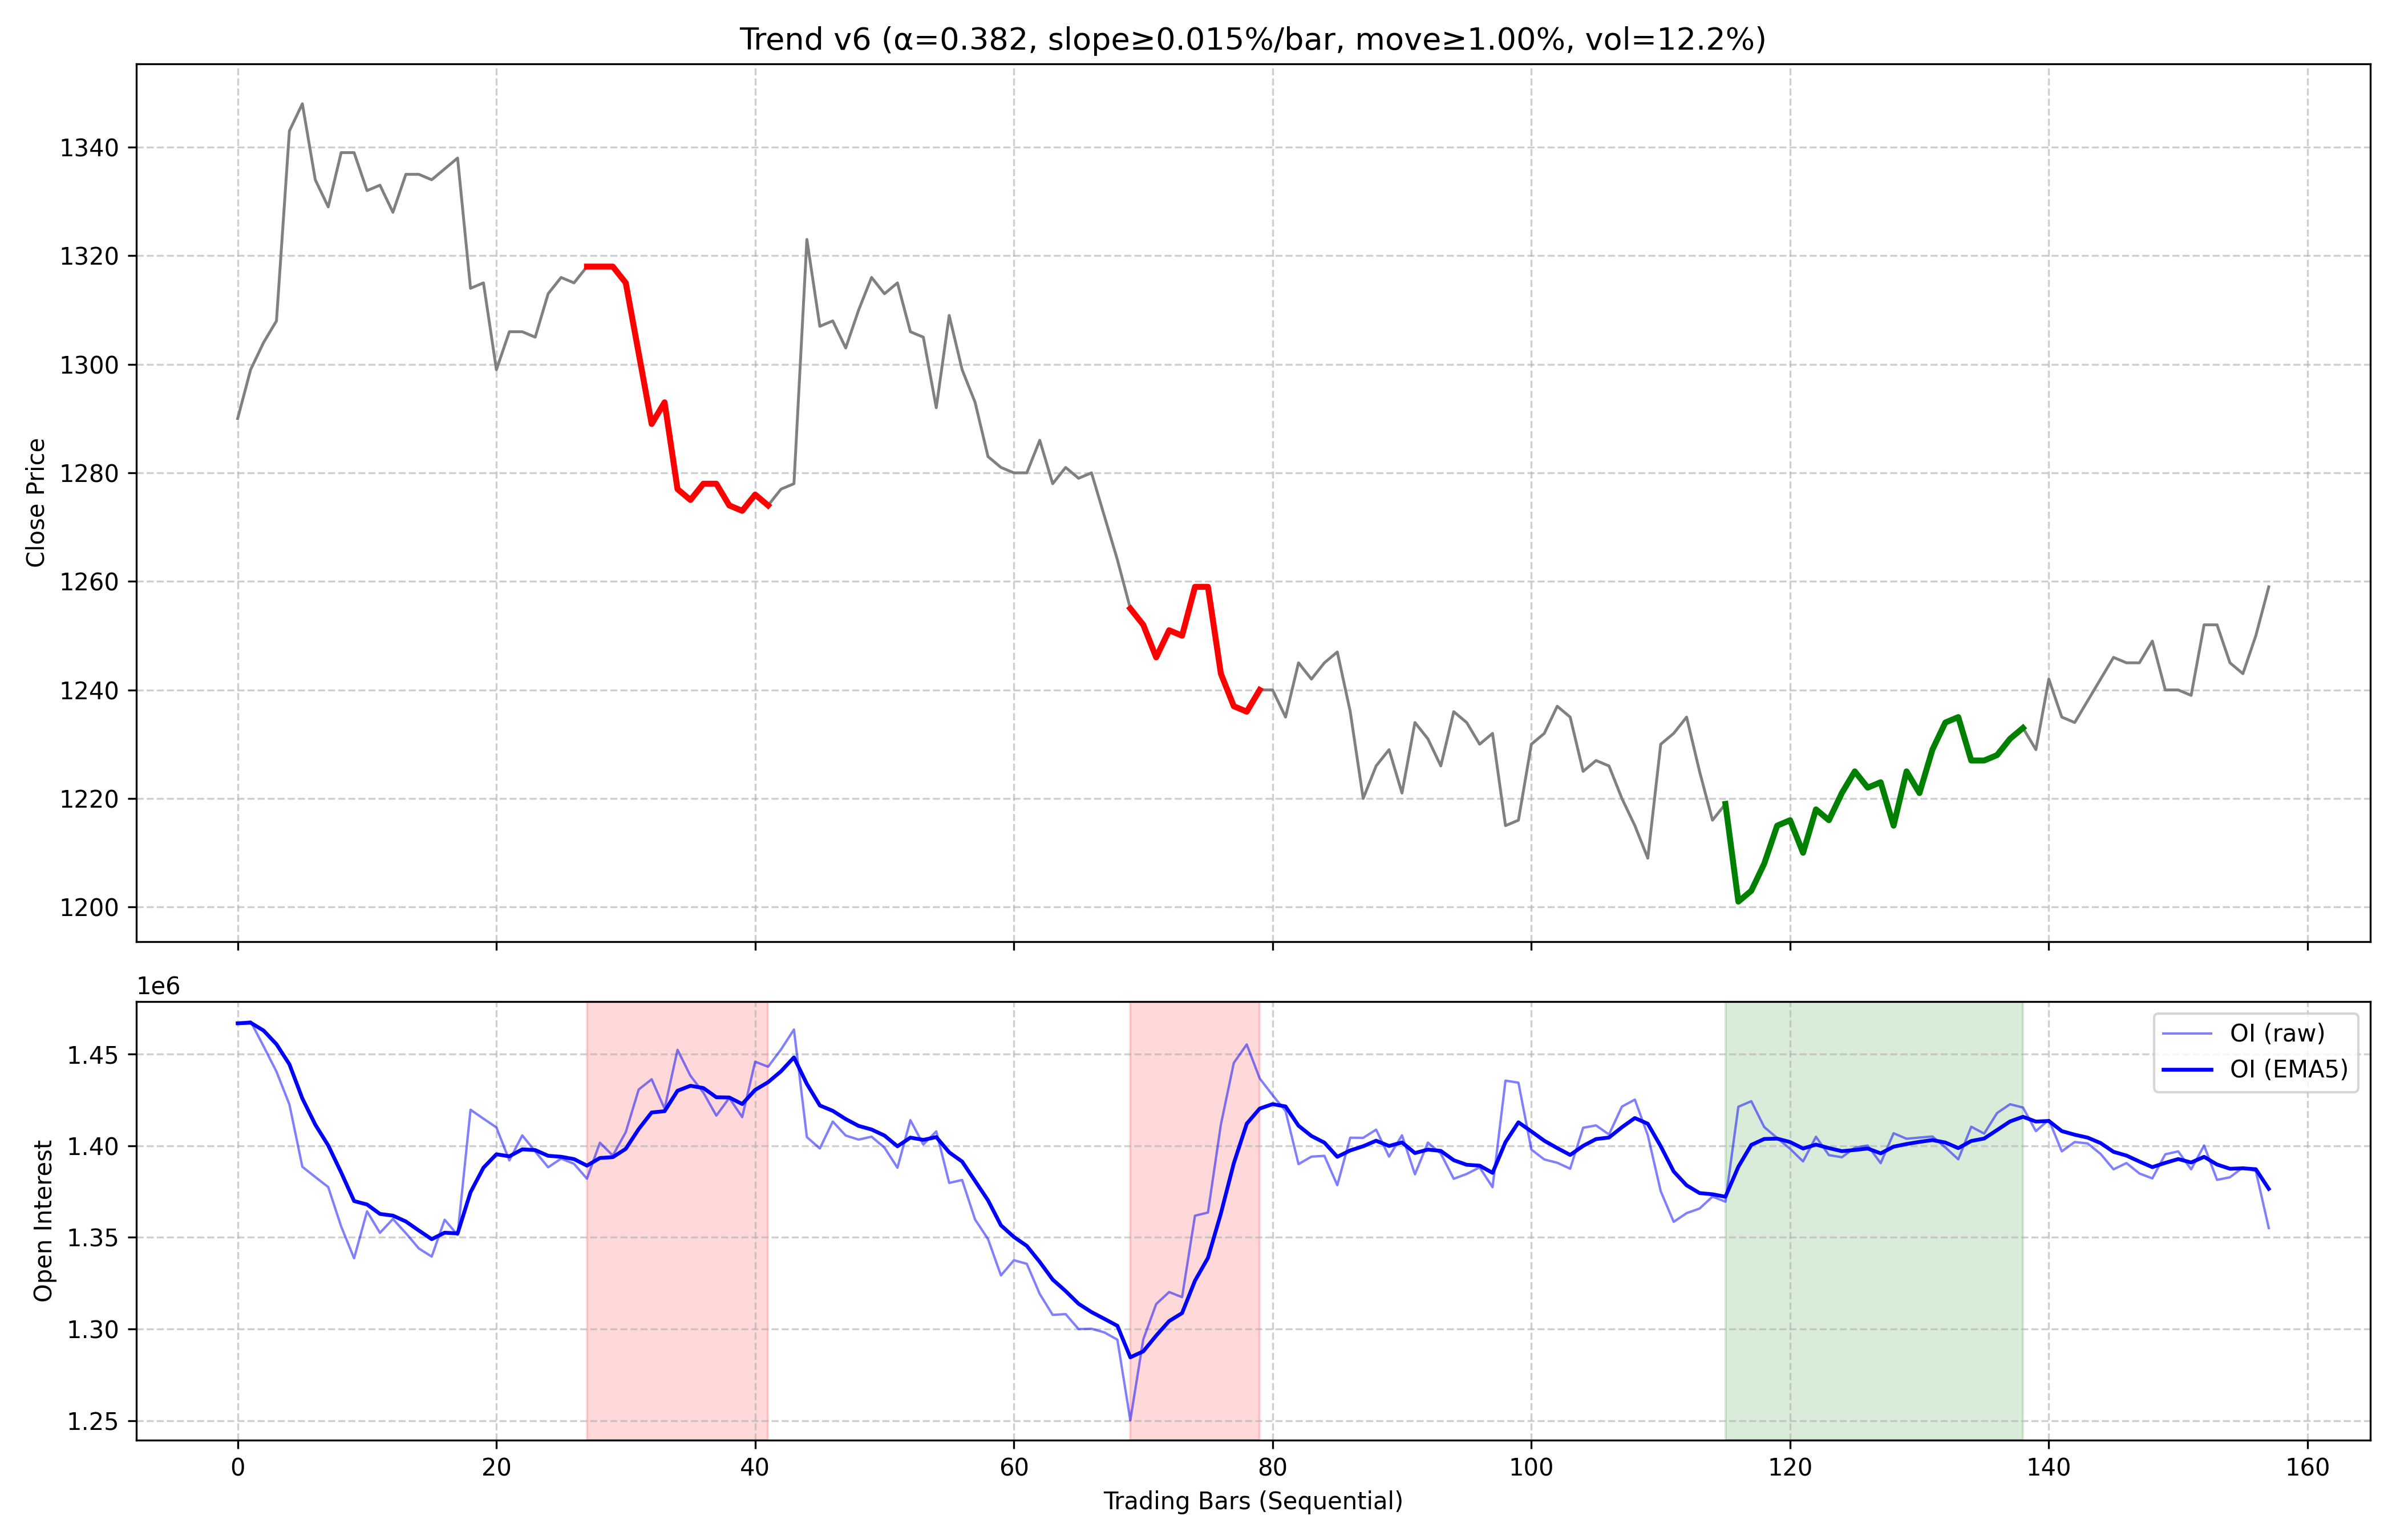 Trend v6 (α=0.382, slope≥0.015%/bar, move≥1.00%, vol=12.2%)
Close Price
1340
1320
1300
1280
1260
1240
1220
1200
1e6
Open Interest
1.45
1.40
1.35
1.30
1.25
OI (raw)
OI (EMA5)
0 20 40 60 80 100 120 140 160
Trading Bars (Sequential)